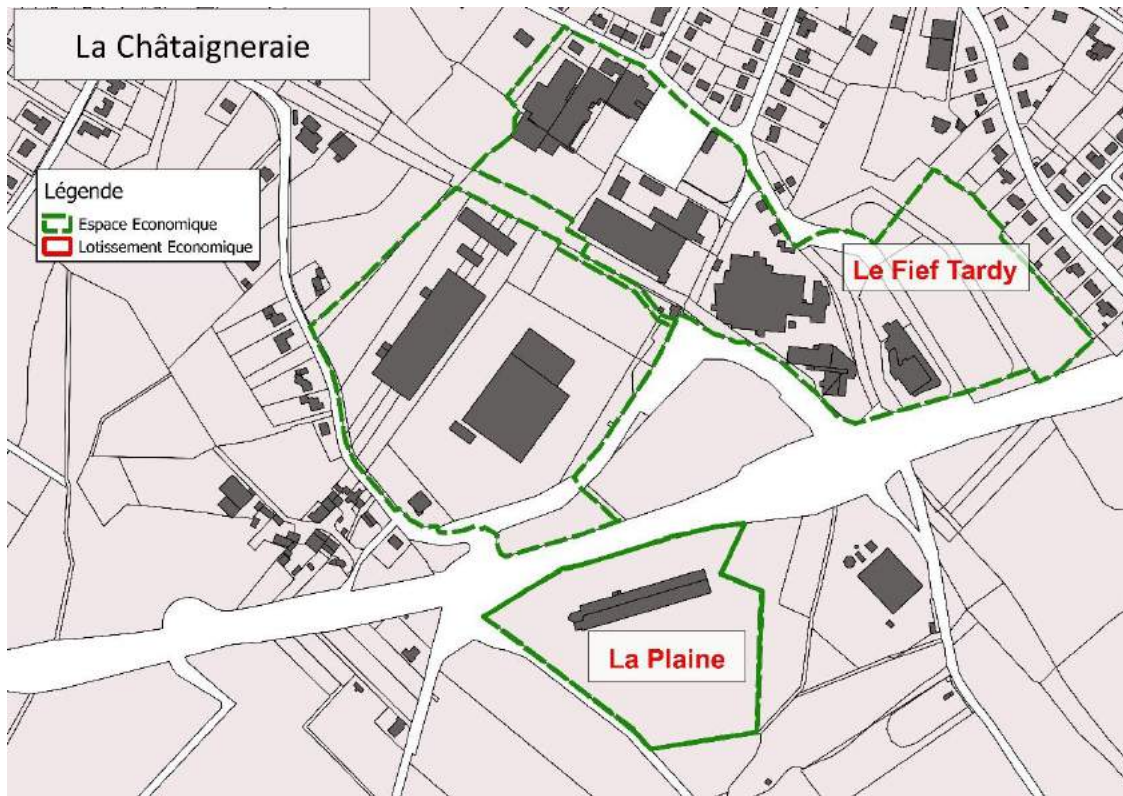 La Châtaigneraie
Légende
Espace Economique
Lotissement Economique
Le Fief Tardy
La Plaine